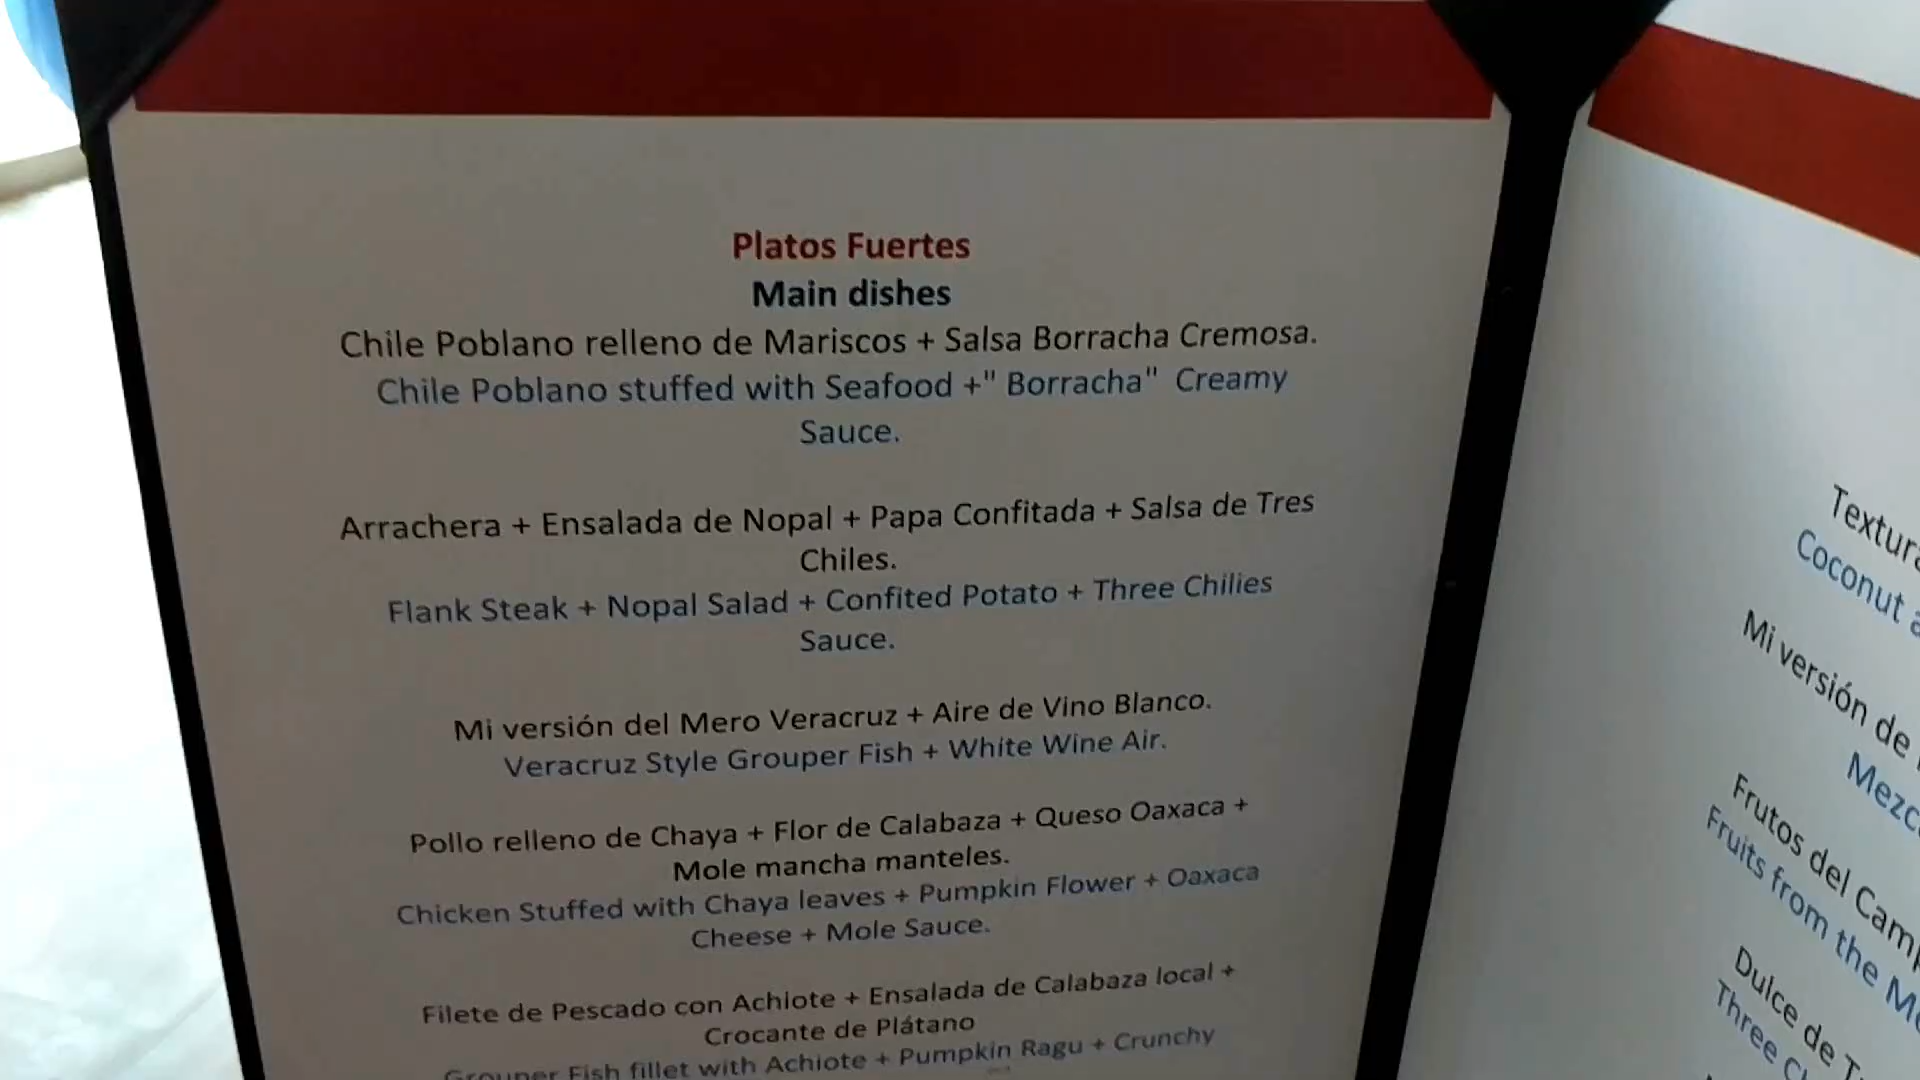 Platos Fuertes
Main dishes
Chile Poblano relleno de Mariscos + Salsa Borracha Cremosa.
Chile Poblano stuffed with Seafood +" Borracha" Creamy
Sauce.
Arrachera + Ensalada de Nopal + Papa Confitada + Salsa de Tres
Chiles.
Flank Steak + Nopal Salad + Confited Potato + Three Chilies
Sauce.
Mi versión del Mero Veracruz + Aire de Vino Blanco.
Veracruz Style Grouper Fish + White Wine Air.
Pollo relleno de Chaya + Flor de Calabaza + Queso Oaxaca +
Mole mancha manteles.
Chicken Stuffed with Chaya leaves + Pumpkin Flower + Oaxaca
Cheese + Mole Sauce.
Filete de Pescado con Achiote + Ensalada de Calabaza local +
Crocante de Plátano
Grouper Fish fillet with Achiote + Pumpkin Ragu + Crunchy
Coconut
Mi versión de
Frutos del
Fruits from the
Dulce de
Three